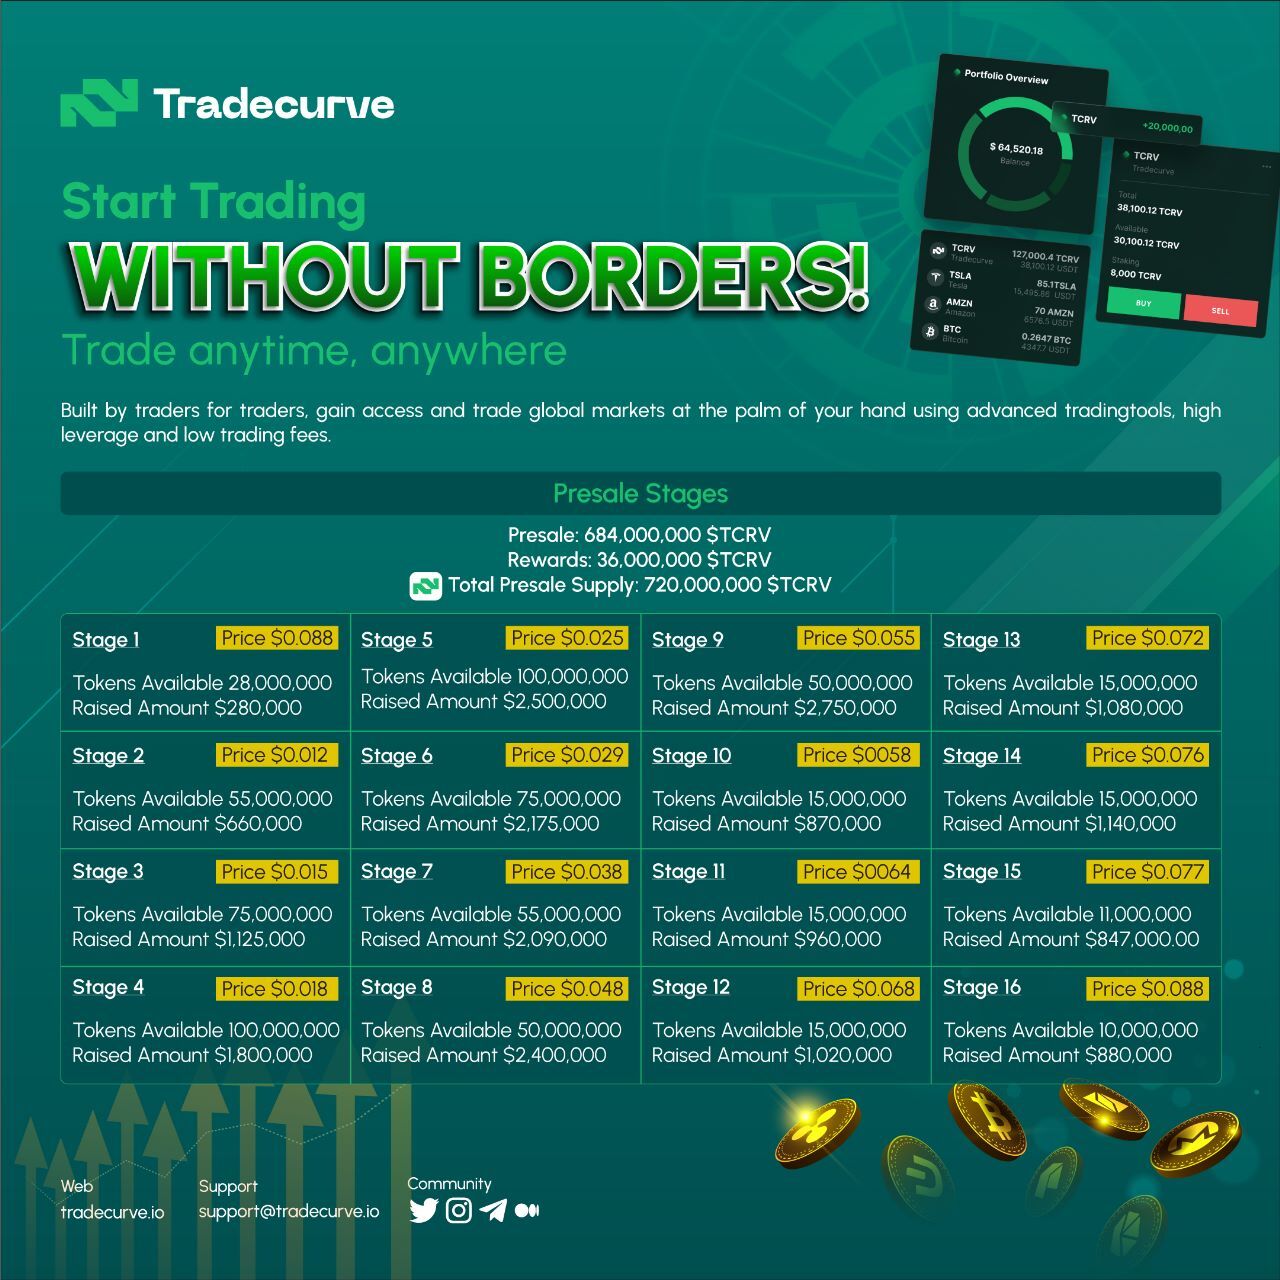 Tradecurve
Start Trading
WITHOUT BORDERS!
Trade anytime, anywhere
Portfolio Overview
$ 64,520.18
Balance
TCRV
+20,000,00
TCRV
Tradecurve
Total
38,100.12 TCRV
Available
30,100.12 TCRV
Staking
8,000 TCRV
BUY
SELL
TCRV
127,000.4 TCRV
Tradecurve
38,100.12 USDT
TSLA
85.1TSLA
Tesla
15,495.86 USDT
AMZN
70 AMZN
Amazon
6576.5 USDT
BTC
0.2647 BTC
Bitcoin
4347.7 USDT
Built by traders for traders, gain access and trade global markets at the palm of your hand using advanced tradingtools, high
leverage and low trading fees.
Presale Stages
Presale: 684,000,000 $TCRV
Rewards: 36,000,000 $TCRV
Total Presale Supply: 720,000,000 $TCRV
Stage 1 Price $0.088
Tokens Available 28,000,000
Raised Amount $280,000
Stage 2 Price $0.012
Tokens Available 55,000,000
Raised Amount $660,000
Stage 3 Price $0.015
Tokens Available 75,000,000
Raised Amount $1,125,000
Stage 4 Price $0.018
Tokens Available 100,000,000
Raised Amount $1,800,000
Stage 5 Price $0.025
Tokens Available 100,000,000
Raised Amount $2,500,000
Stage 6 Price $0.029
Tokens Available 75,000,000
Raised Amount $2,175,000
Stage 7 Price $0.038
Tokens Available 55,000,000
Raised Amount $2,090,000
Stage 8 Price $0.048
Tokens Available 50,000,000
Raised Amount $2,400,000
Stage 9 Price $0.055
Tokens Available 50,000,000
Raised Amount $2,750,000
Stage 10 Price $0058
Tokens Available 15,000,000
Raised Amount $870,000
Stage 11 Price $0064
Tokens Available 15,000,000
Raised Amount $960,000
Stage 12 Price $0.068
Tokens Available 15,000,000
Raised Amount $1,020,000
Stage 13 Price $0.072
Tokens Available 15,000,000
Raised Amount $1,080,000
Stage 14 Price $0.076
Tokens Available 15,000,000
Raised Amount $1,140,000
Stage 15 Price $0.077
Tokens Available 11,000,000
Raised Amount $847,000.00
Stage 16 Price $0.088
Tokens Available 10,000,000
Raised Amount $880,000
Web
tradecurve.io
Support
support@tradecurve.io
Community